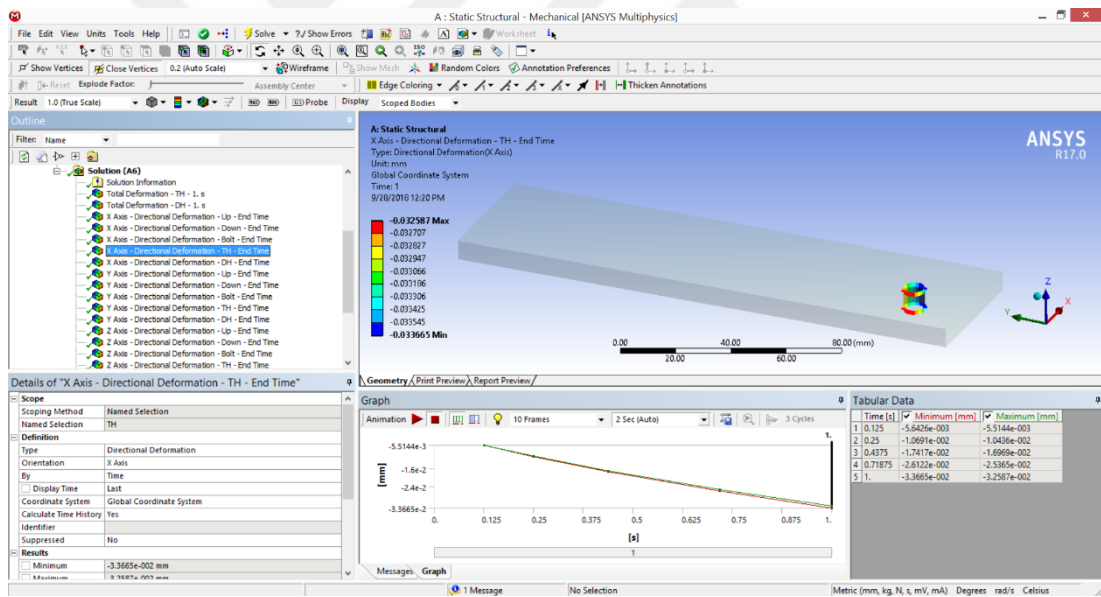 A : Static Structural - Mechanical [ANSYS Multiphysics]
File Edit View Units Tools Help Solve ?/ Show Errors Worksheet
Show Vertices Close Vertices 0.2 (Auto Scale) Wireframe Show Mesh Random Colors Annotation Preferences
Reset Explode Factor: Assembly Center Edge Coloring Thicken Annotations
Result 1.0 (True Scale) Probe Display Scoped Bodies
Outline
Filter: Name
Solution (A6)
Solution Information
Total Deformation - TH - 1. s
Total Deformation - DH - 1. s
X Axis - Directional Deformation - Up - End Time
X Axis - Directional Deformation - Down - End Time
X Axis - Directional Deformation - Bolt - End Time
X Axis - Directional Deformation - TH - End Time
X Axis - Directional Deformation - DH - End Time
Y Axis - Directional Deformation - Up - End Time
Y Axis - Directional Deformation - Down - End Time
Y Axis - Directional Deformation - Bolt - End Time
Y Axis - Directional Deformation - TH - End Time
Y Axis - Directional Deformation - DH - End Time
Z Axis - Directional Deformation - Up - End Time
Z Axis - Directional Deformation - Down - End Time
Z Axis - Directional Deformation - Bolt - End Time
Z Axis - Directional Deformation - TH - End Time
A: Static Structural
X Axis - Directional Deformation - TH - End Time
Type: Directional Deformation(X Axis)
Unit: mm
Global Coordinate System
Time: 1
9/28/2018 12:20 PM
-0.032587 Max
-0.032707
-0.032827
-0.032947
-0.033066
-0.033186
-0.033306
-0.033425
-0.033545
-0.033665 Min
ANSYS
R17.0
Z
X
Y
0.00 40.00 80.00 (mm)
20.00 60.00
Geometry Print Preview Report Preview
Details of "X Axis - Directional Deformation - TH - End Time"
Scope
Scoping Method Named Selection
Named Selection TH
Definition
Type Directional Deformation
Orientation X Axis
By Time
Display Time Last
Coordinate System Global Coordinate System
Calculate Time History Yes
Identifier
Suppressed No
Results
Minimum -3.3665e-002 mm
Maximum -3.2587e-002 mm
Graph
Animation 10 Frames 2 Sec (Auto) 3 Cycles
1.
-5.5144e-3
-1.6e-2
-2.4e-2
-3.3665e-2
[mm]
0. 0.125 0.25 0.375 0.5 0.625 0.75 0.875 1.
[s]
1
Messages Graph
Tabular Data
Time [s] Minimum [mm] Maximum [mm]
1 0.125 -5.6426e-003 -5.5144e-003
2 0.25 -1.0691e-002 -1.0436e-002
3 0.4375 -1.7417e-002 -1.6969e-002
4 0.71875 -2.6122e-002 -2.5365e-002
5 1. -3.3665e-002 -3.2587e-002
1 Message No Selection Metric (mm, kg, N, s, mV, mA) Degrees rad/s Celsius